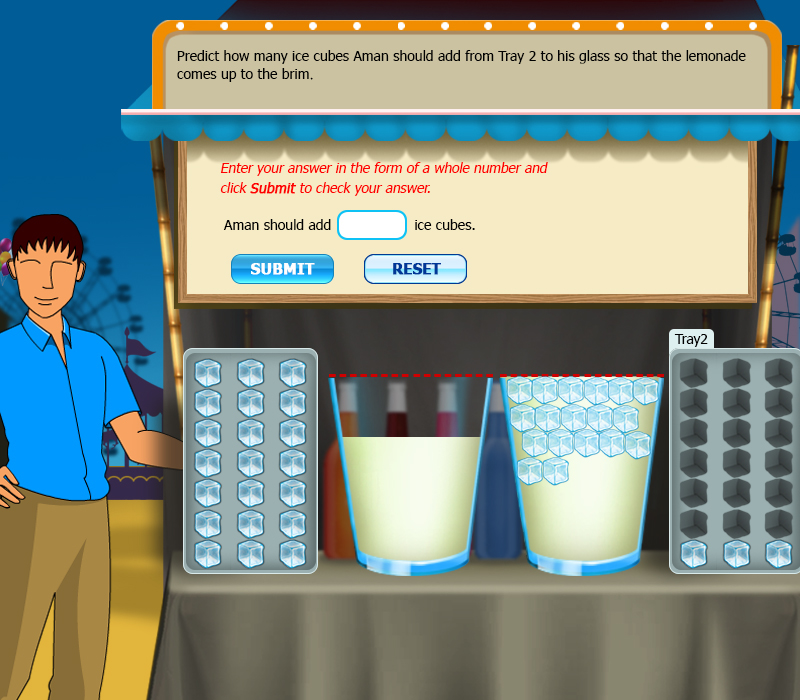 Predict how many ice cubes Aman should add from Tray 2 to his glass so that the lemonade
comes up to the brim.
Enter your answer in the form of a whole number and
click Submit to check your answer.
Aman should add ice cubes.
SUBMIT RESET
Tray2